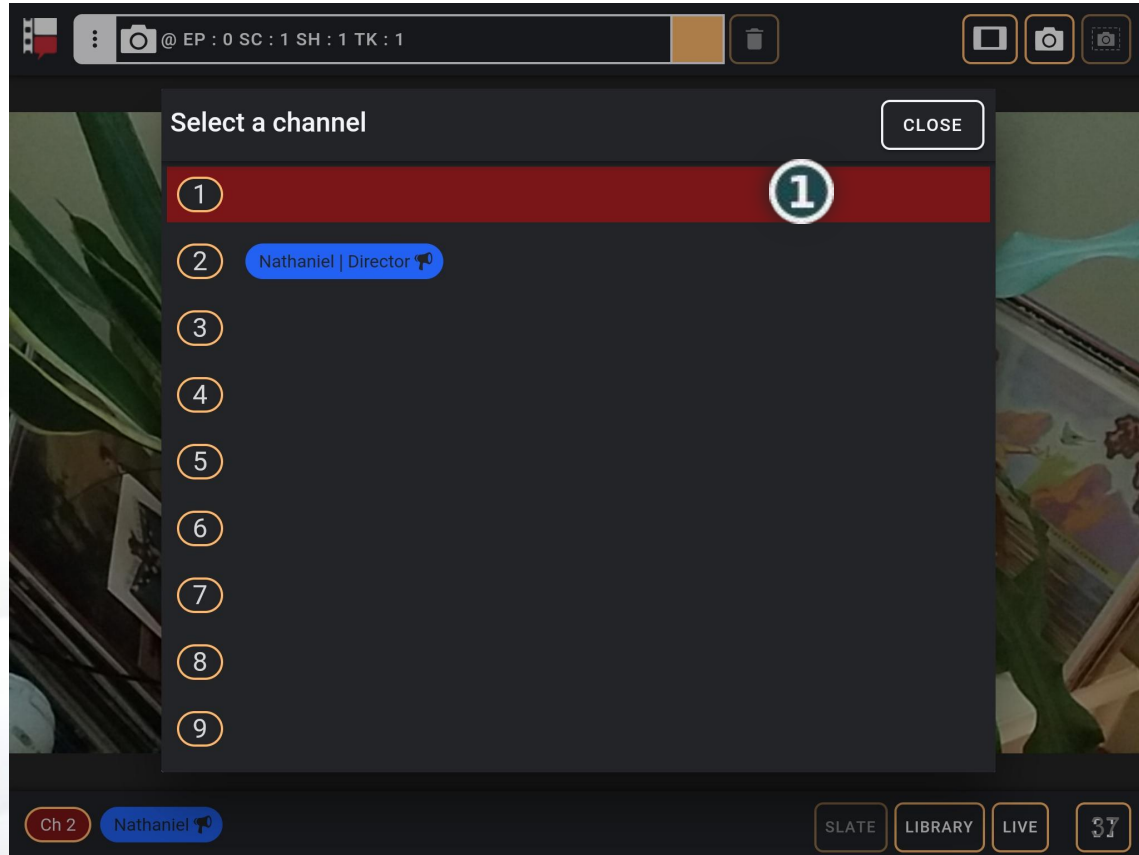 @ EP : 0 SC : 1 SH : 1 TK : 1
Select a channel
CLOSE
1
1
2 Nathaniel | Director
3
4
5
6
7
8
9
Ch 2 Nathaniel SLATE LIBRARY LIVE 37